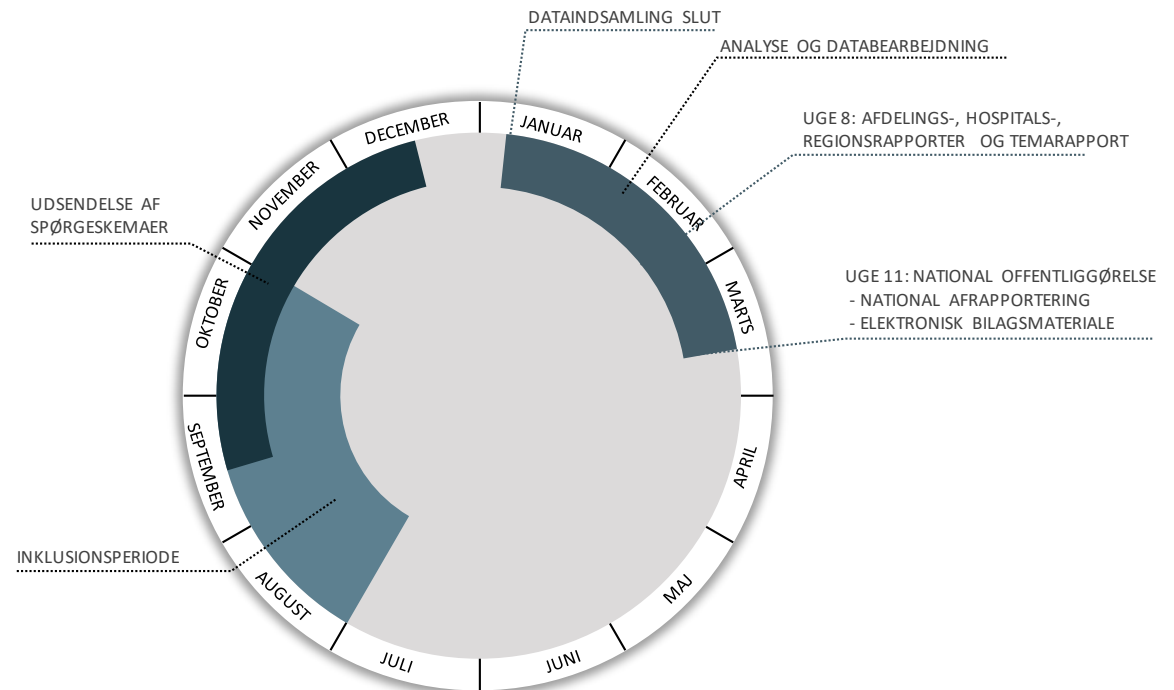 DATAINDSAMLING SLUT
ANALYSE OG DATABEARBEJDNING
UGE 8: AFDELINGS-, HOSPITALS-,
REGIONSRAPPORTER OG TEMARAPPORT
UGE 11: NATIONAL OFFENTLIGGØRELSE
- NATIONAL AFRAPPORTERING
- ELEKTRONISK BILAGSMATERIALE
UDSENDELSE AF
SPØRGESKEMAER
INKLUSIONSPERIODE
JANUAR
FEBRUAR
MARTS
APRIL
MAJ
JUNI
JULI
AUGUST
SEPTEMBER
OKTOBER
NOVEMBER
DECEMBER